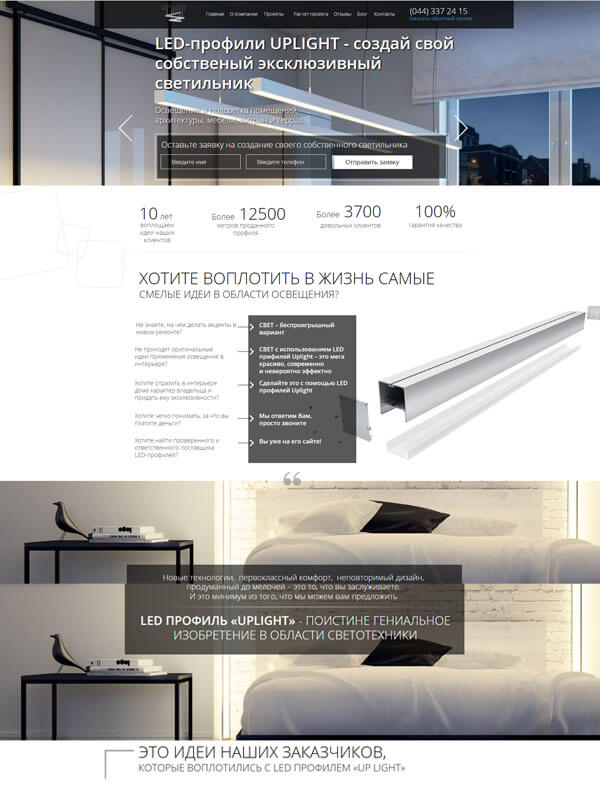 UPLIGHT
Главная О Компании Проекты Расчет проекта Отзывы Блог Контакты
(044) 337 24 15
Заказать обратный звонок
LED-профили UPLIGHT - создай свой
собственый эксклюзивный
светильник
Освещение и подсветка помещений,
архитектуры, мебели, витрин и террас.
Оставьте заявку на создание своего собственного светильника
Введите имя
Введите телефон
Отправить заявку
10 лет
воплощаем
идеи наших
клиентов
Более 12500
метров проданного
профиля
Более 3700
довольных клиентов
100%
гарантия качества
ХОТИТЕ ВОПЛОТИТЬ В ЖИЗНЬ САМЫЕ
СМЕЛЫЕ ИДЕИ В ОБЛАСТИ ОСВЕЩЕНИЯ?
Не знаете, на чем делать акценты в
новом ремонте?
СВЕТ – беспроигрышный
вариант
Не приходят оригинальные
идеи применения освещения в
интерьере?
СВЕТ с использованием LED
прифилей Uplight – это мега
красиво, современно
и невероятно эффектно
Хотите отразить в интерьере
дома характер владельца и
придать ему эксклюзивности?
Сделайте это с помощью LED
профилей Uplight
Хотите четко понимать, за что вы
платите деньги?
Мы ответим Вам,
просто звоните
Хотите найти проверенного и
ответственного поставщика
LED-профилей?
Вы уже на его сайте!
Новые технологии, первоклассный комфорт, неповторимый дизайн,
продуманный до мелочей – это то, что вы заслуживаете.
И это минимум из того, что мы можем вам предложить
LED ПРОФИЛЬ «UPLIGHT» - ПОИСТИНЕ ГЕНИАЛЬНОЕ
ИЗОБРЕТЕНИЕ В ОБЛАСТИ СВЕТОТЕХНИКИ
ЭТО ИДЕИ НАШИХ ЗАКАЗЧИКОВ,
КОТОРЫЕ ВОПЛОТИЛИСЬ С LED ПРОФИЛЕМ «UP LIGHT»